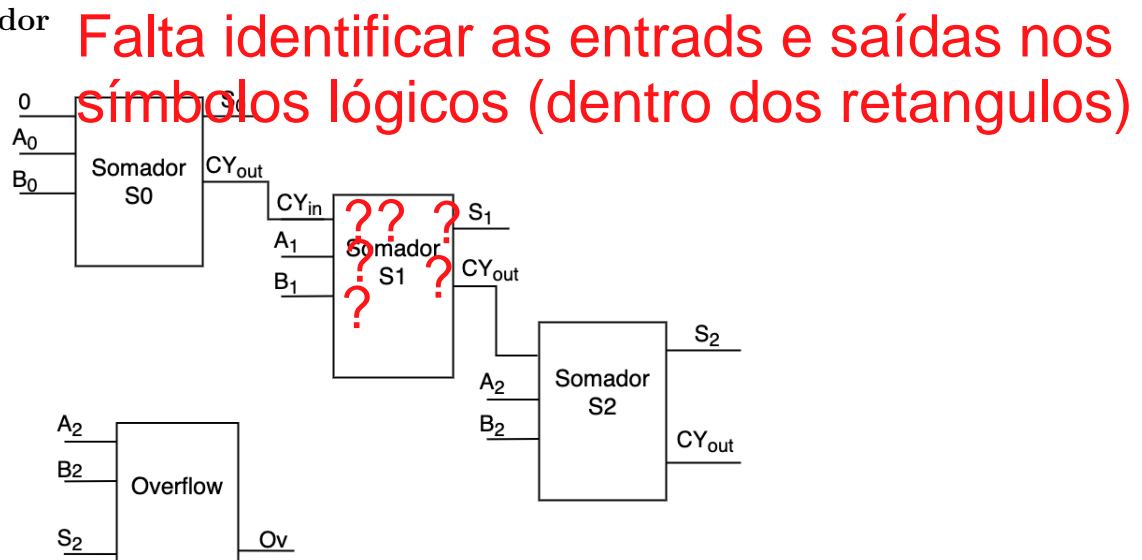 dor
Falta identificar as entrads e saídas nos
símbolos lógicos (dentro dos retangulos)
0
S0
A0
B0
Somador
S0
CYout
CYin
A1
B1
?? ?
?
?
?
Somador
S1
S1
CYout
A2
B2
Somador
S2
S2
CYout
A2
B2
S2
Overflow
Ov